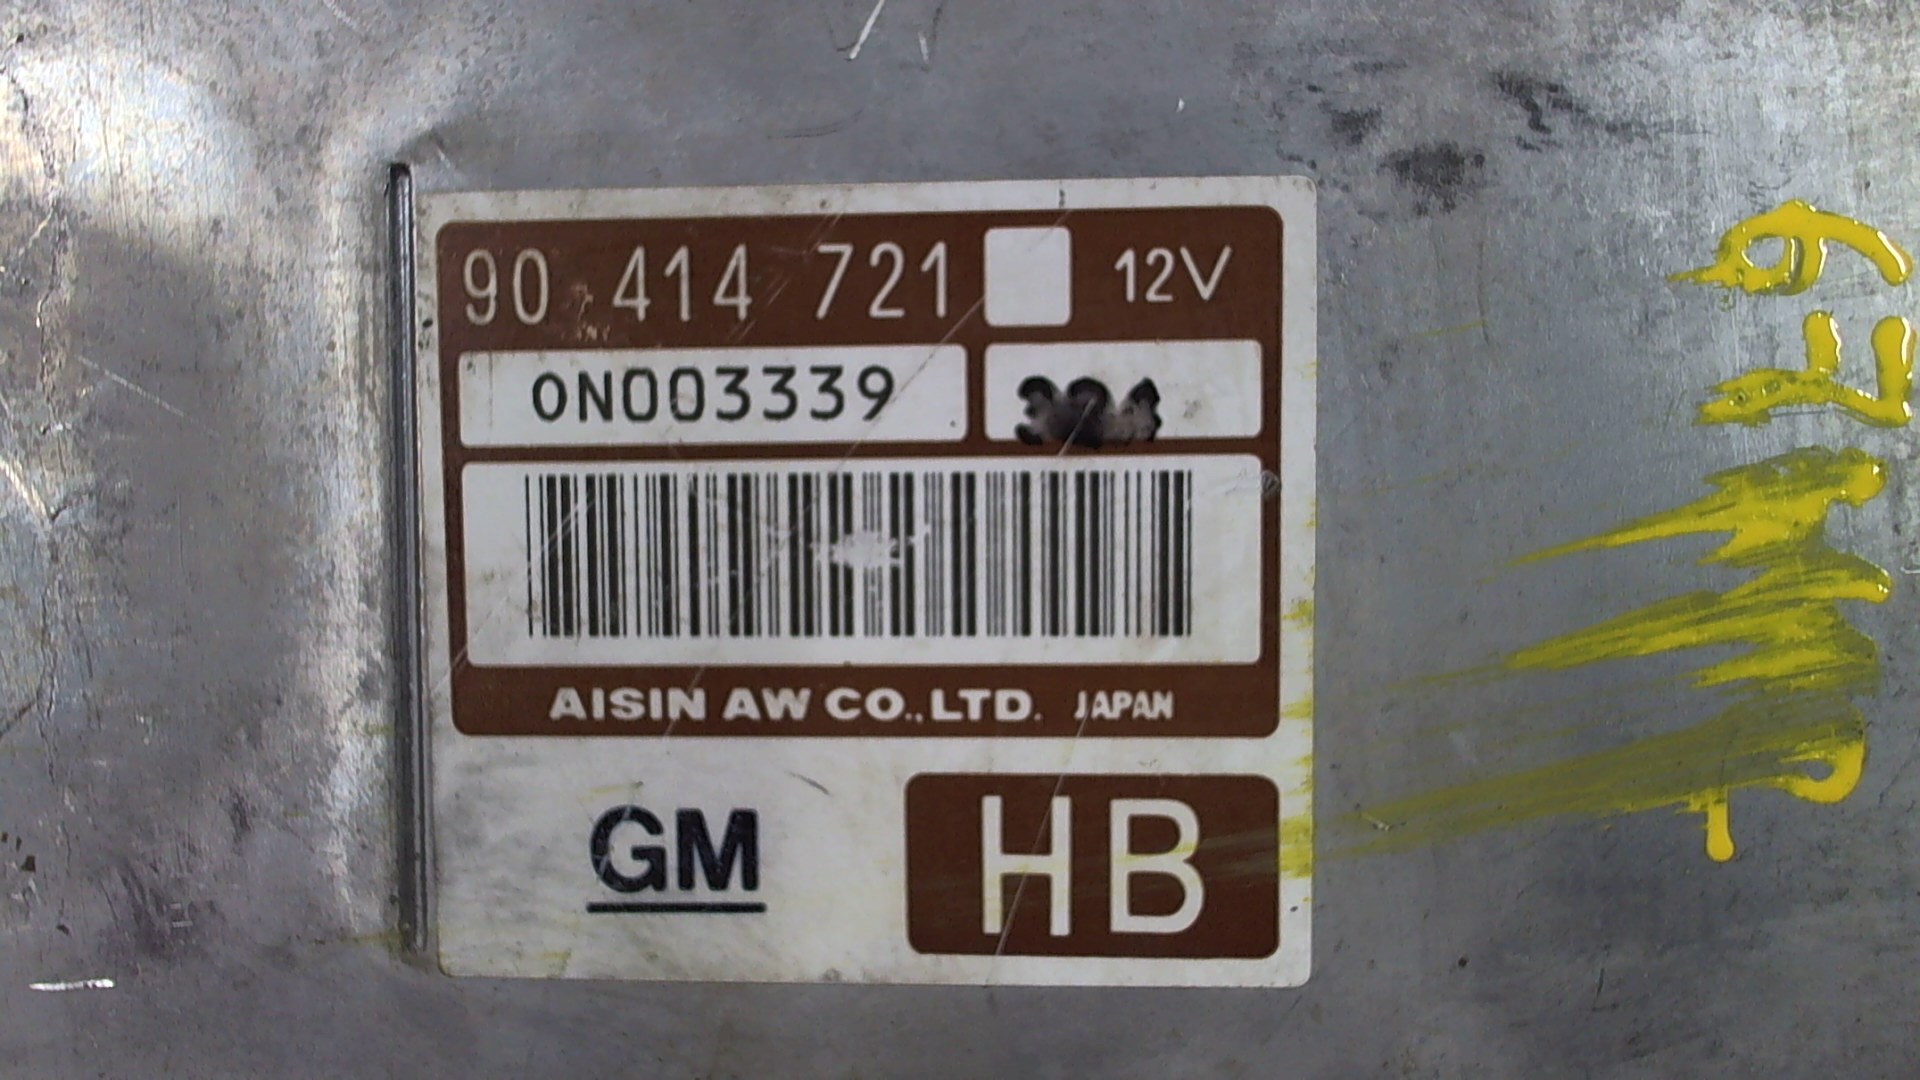 90 414 721 12V
0N003339
AISIN AW CO., LTD. JAPAN
GM
HB